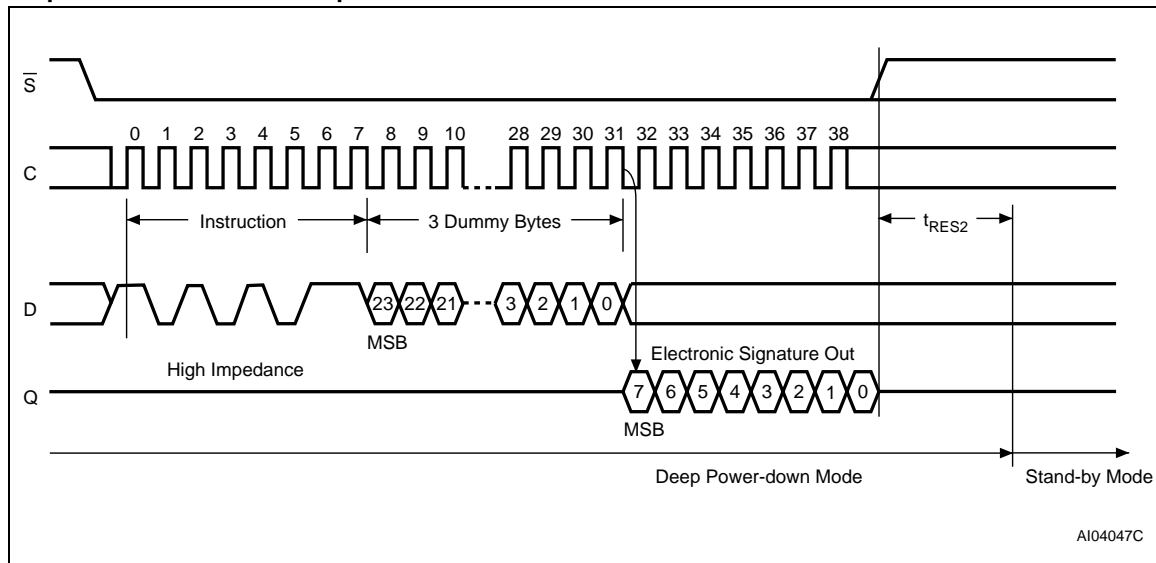 S
0 1 2 3 4 5 6 7 8 9 10 28 29 30 31 32 33 34 35 36 37 38
C
Instruction 3 Dummy Bytes tRES2
D
23 22 21 3 2 1 0
MSB
High Impedance Electronic Signature Out
Q
7 6 5 4 3 2 1 0
MSB
Deep Power-down Mode Stand-by Mode
AI04047C